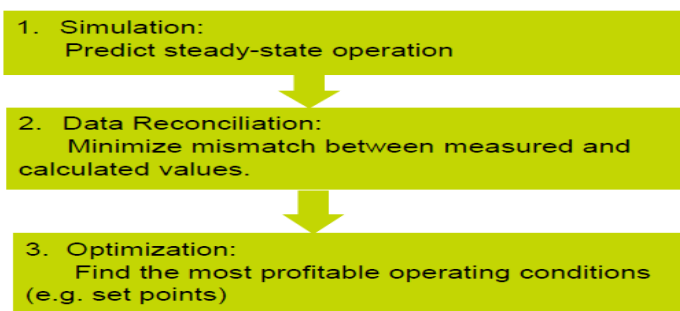 1. Simulation:
Predict steady-state operation
2. Data Reconciliation:
Minimize mismatch between measured and
calculated values.
3. Optimization:
Find the most profitable operating conditions
(e.g. set points)